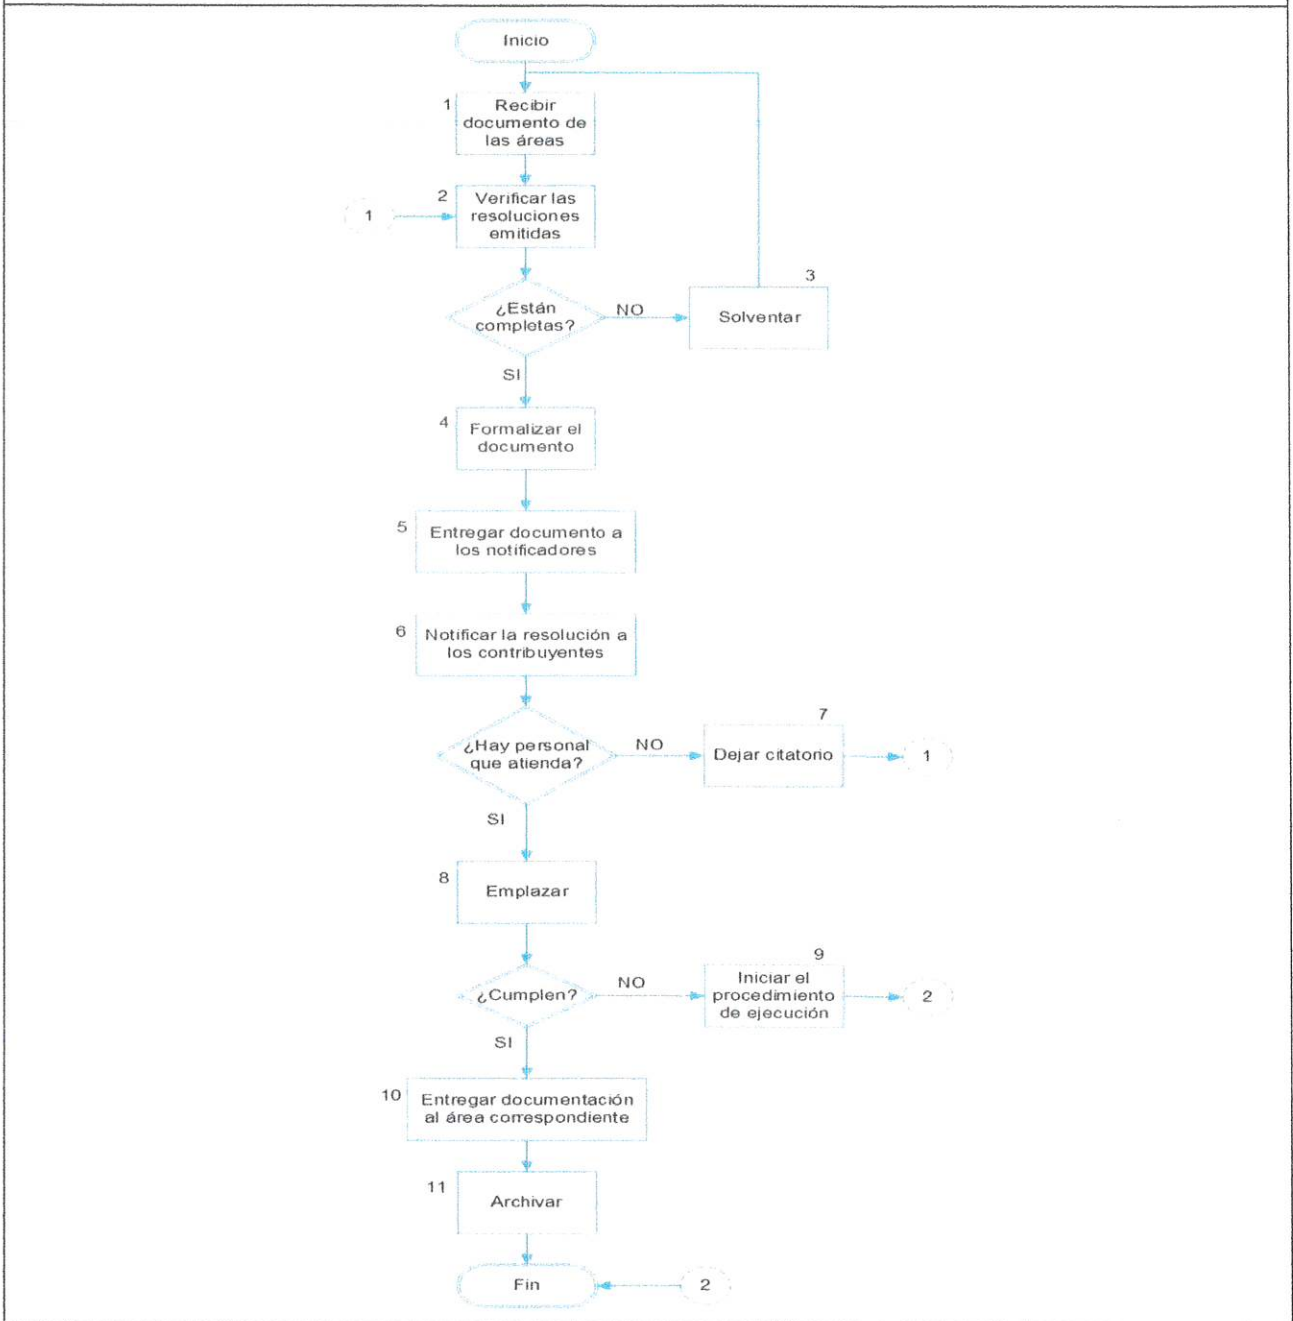 Inicio
1
Recibir
documento de
las áreas
2
Verificar las
resoluciones
emitidas
1
¿Están
completas?
NO
3
Solventar
SI
4
Formalizar el
documento
5
Entregar documento a
los notificadores
6
Notificar la resolución a
los contribuyentes
¿Hay personal
que atienda?
NO
7
Dejar citatorio
1
SI
8
Emplazar
¿Cumplen?
NO
9
Iniciar el
procedimiento
de ejecución
2
SI
10
Entregar documentación
al área correspondiente
11
Archivar
Fin
2